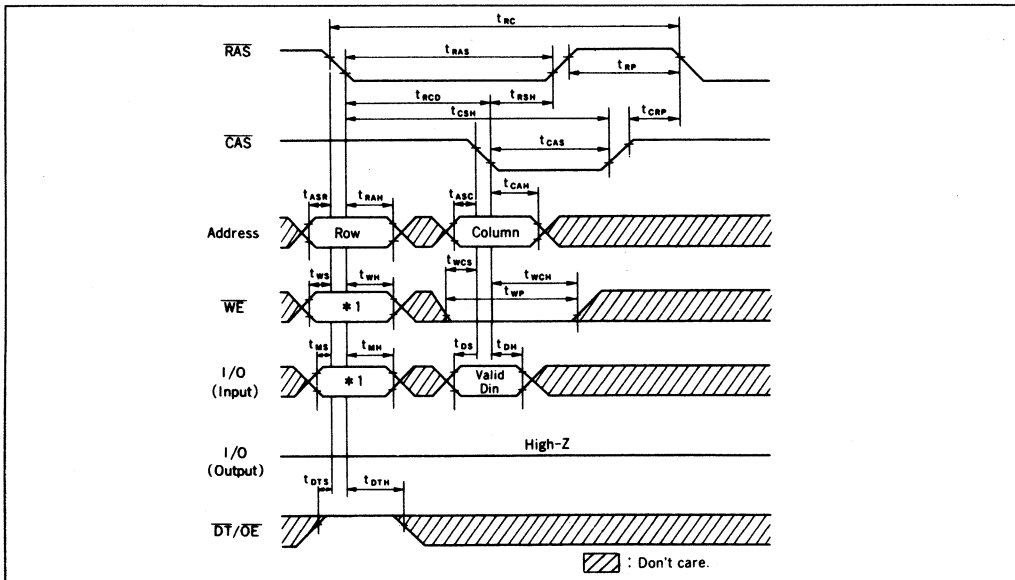 tRC
RAS
tRAS
tRP
tRCD
tRSH
tCSH
tCRP
CAS
tCAS
tASR
tRAH
tASC
tCAH
Address
Row
Column
tWS
tWH
tWCS
tWCH
tWP
WE
*1
tMS
tMH
tDS
tDH
I/O
(Input)
*1
Valid
Din
High-Z
I/O
(Output)
tDTS
tDTH
DT/OE
: Don't care.